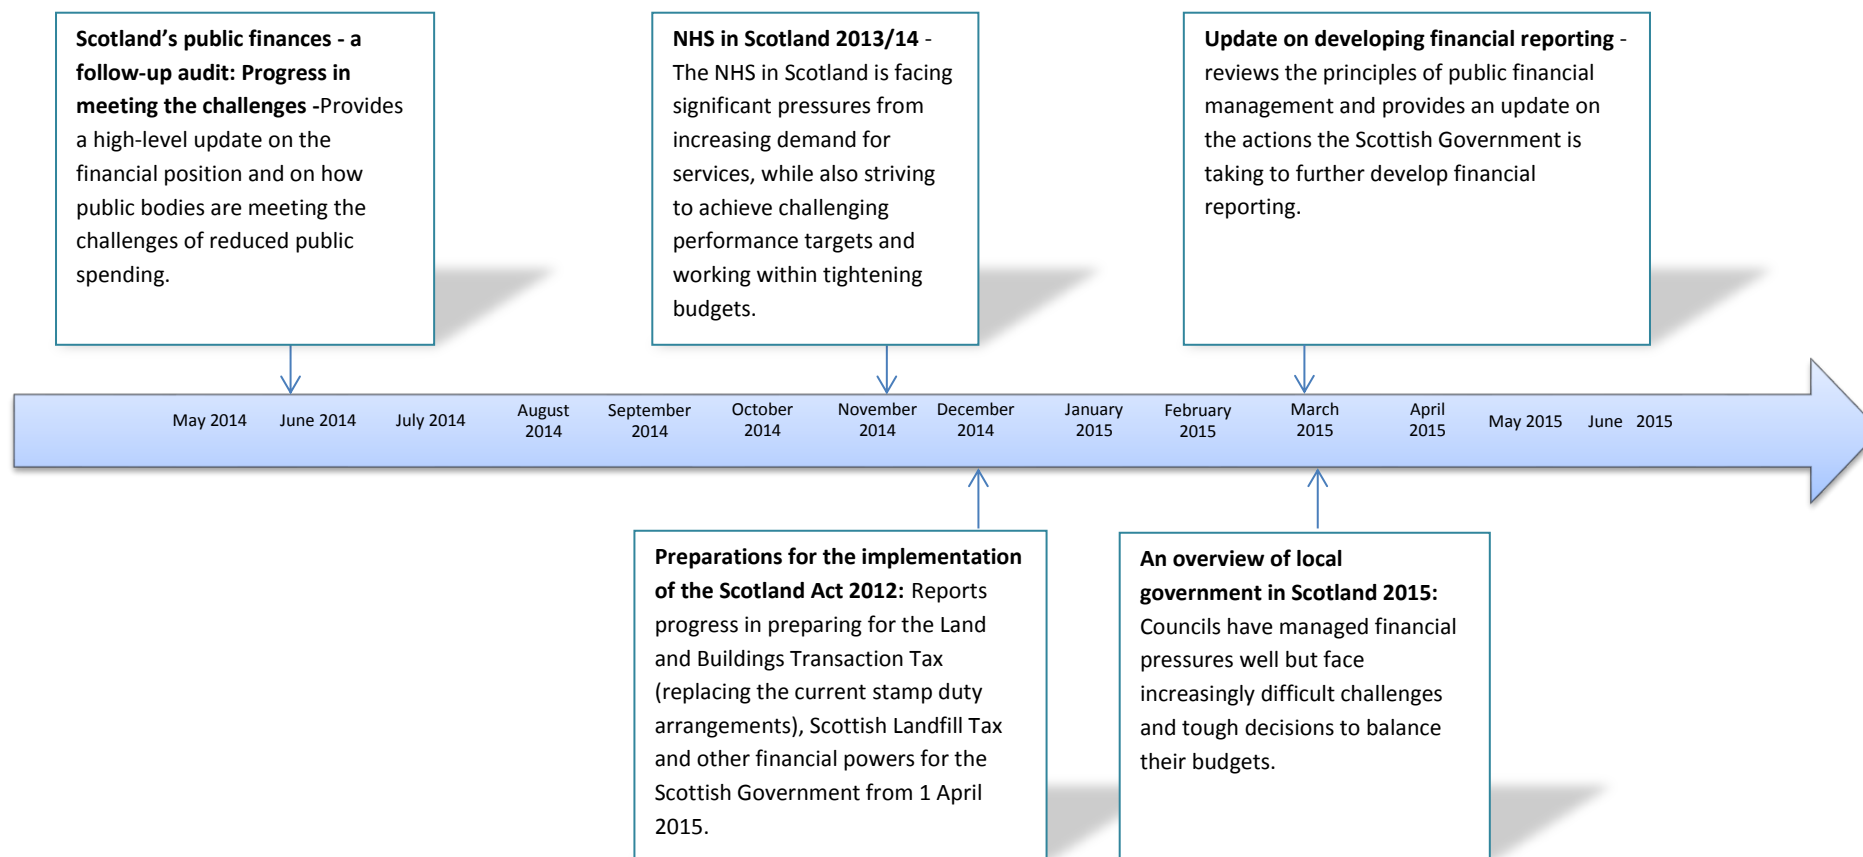 Scotland’s public finances - a
follow-up audit: Progress in
meeting the challenges -Provides
a high-level update on the
financial position and on how
public bodies are meeting the
challenges of reduced public
spending.
NHS in Scotland 2013/14 -
The NHS in Scotland is facing
significant pressures from
increasing demand for
services, while also striving
to achieve challenging
performance targets and
working within tightening
budgets.
Update on developing financial reporting -
reviews the principles of public financial
management and provides an update on
the actions the Scottish Government is
taking to further develop financial
reporting.
May 2014
June 2014
July 2014
August
2014
September
2014
October
2014
November
2014
December
2014
January
2015
February
2015
March
2015
April
2015
May 2015
June 2015
Preparations for the implementation
of the Scotland Act 2012: Reports
progress in preparing for the Land
and Buildings Transaction Tax
(replacing the current stamp duty
arrangements), Scottish Landfill Tax
and other financial powers for the
Scottish Government from 1 April
2015.
An overview of local
government in Scotland 2015:
Councils have managed financial
pressures well but face
increasingly difficult challenges
and tough decisions to balance
their budgets.